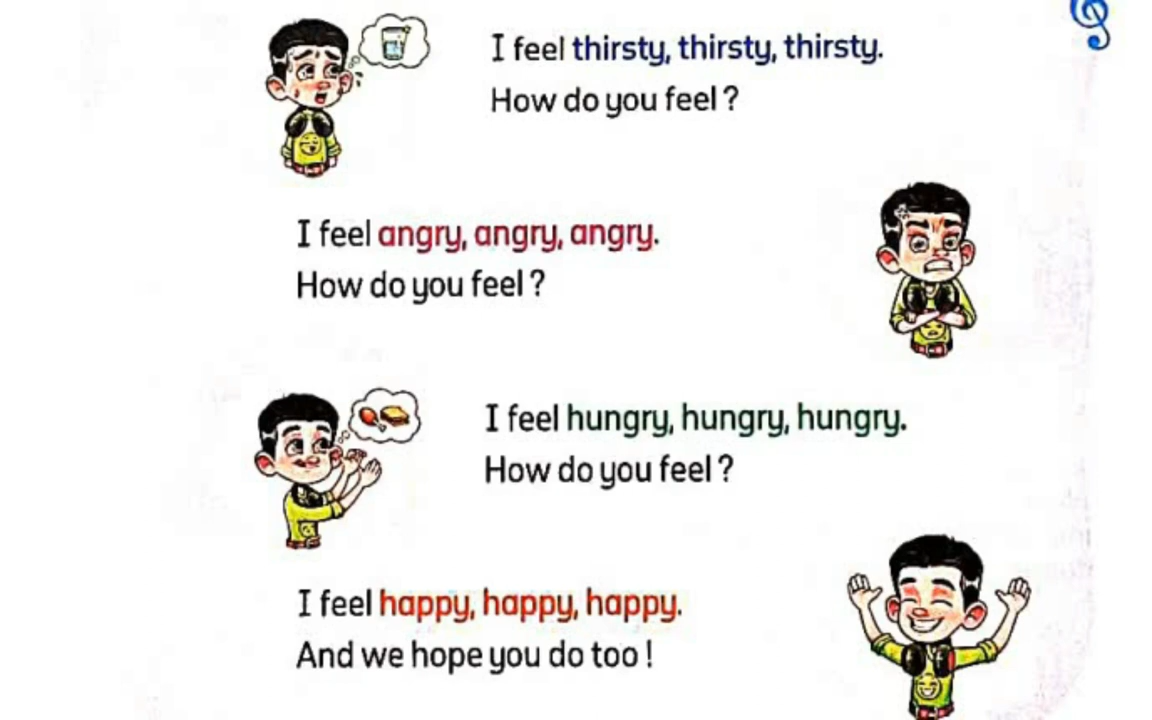 I feel thirsty, thirsty, thirsty.
How do you feel ?
I feel angry, angry, angry.
How do you feel ?
I feel hungry, hungry, hungry.
How do you feel ?
I feel happy, happy, happy.
And we hope you do too !